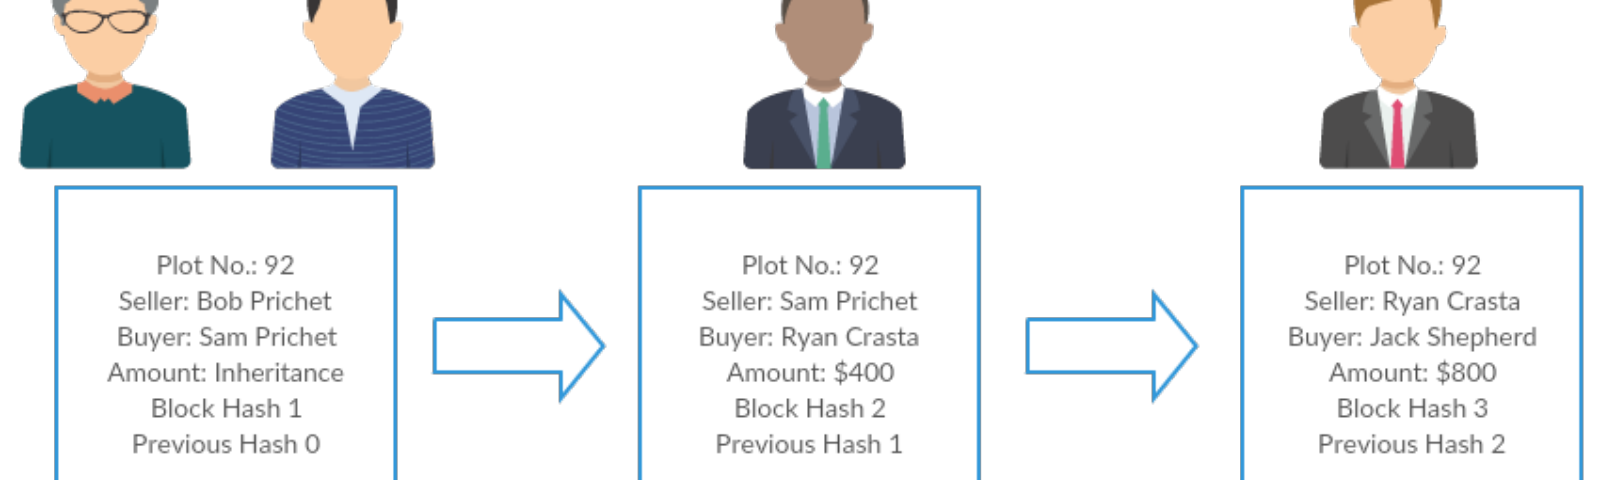 Plot No.: 92
Seller: Bob Prichet
Buyer: Sam Prichet
Amount: Inheritance
Block Hash 1
Previous Hash 0
Plot No.: 92
Seller: Sam Prichet
Buyer: Ryan Crasta
Amount: $400
Block Hash 2
Previous Hash 1
Plot No.: 92
Seller: Ryan Crasta
Buyer: Jack Shepherd
Amount: $800
Block Hash 3
Previous Hash 2